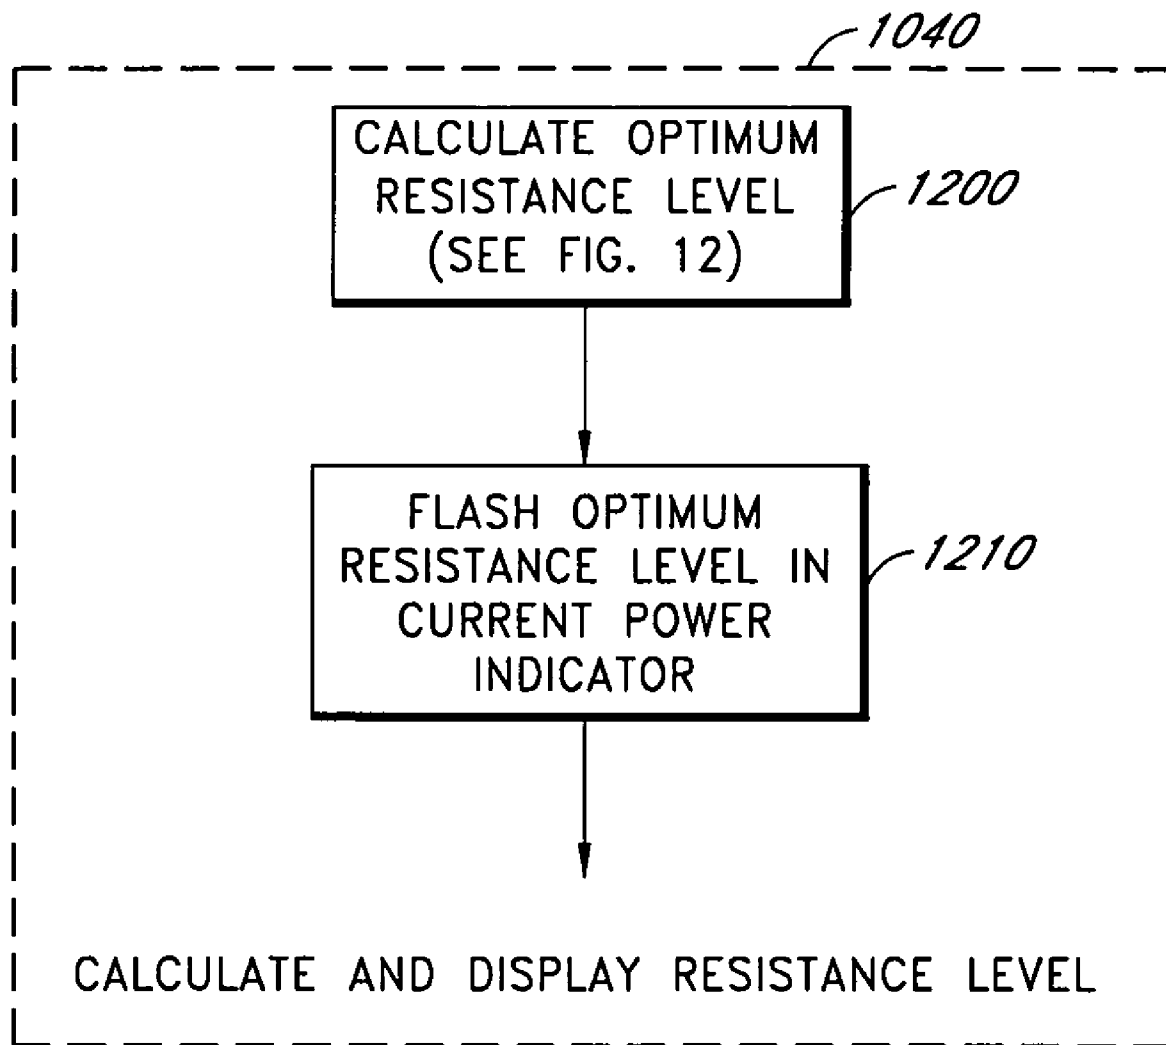 1040
CALCULATE OPTIMUM
RESISTANCE LEVEL
(SEE FIG. 12)
1200
FLASH OPTIMUM
RESISTANCE LEVEL IN
CURRENT POWER
INDICATOR
1210
CALCULATE AND DISPLAY RESISTANCE LEVEL